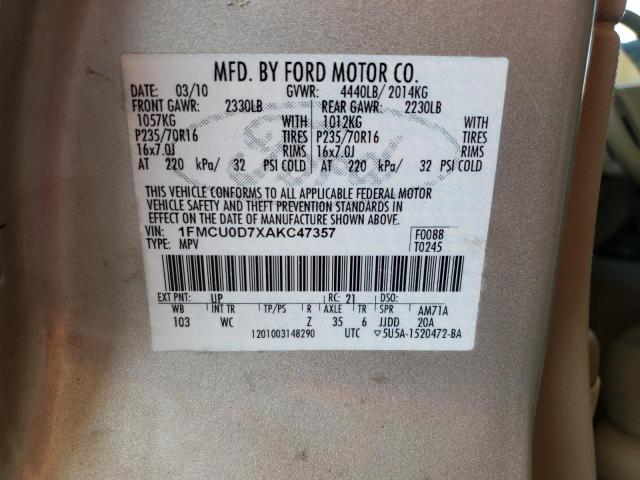 MFD. BY FORD MOTOR CO.
DATE: 03/10 GVWR: 4440LB/ 2014KG
FRONT GAWR: 2330LB REAR GAWR: 2230LB
1057KG WITH 1012KG WITH
P235/70R16 TIRES P235/70R16 TIRES
16x7.0J RIMS 16x7.0J RIMS
AT 220 kPa/ 32 PSI COLD AT 220 kPa/ 32 PSI COLD
THIS VEHICLE CONFORMS TO ALL APPLICABLE FEDERAL MOTOR
VEHICLE SAFETY AND THEFT PREVENTION STANDARDS IN
EFFECT ON THE DATE OF MANUFACTURE SHOWN ABOVE.
VIN: 1FMCU0D7XAKC47357 F0088
TYPE: MPV T0245
EXT PNT: UP RC: 21 DSO:
WB INT TR TP/PS R AXLE TR SPR AM71A
103 WC Z 35 6 JJDD 20A
1201003148290 UTC ▽5U5A-1520472-BA
Ford